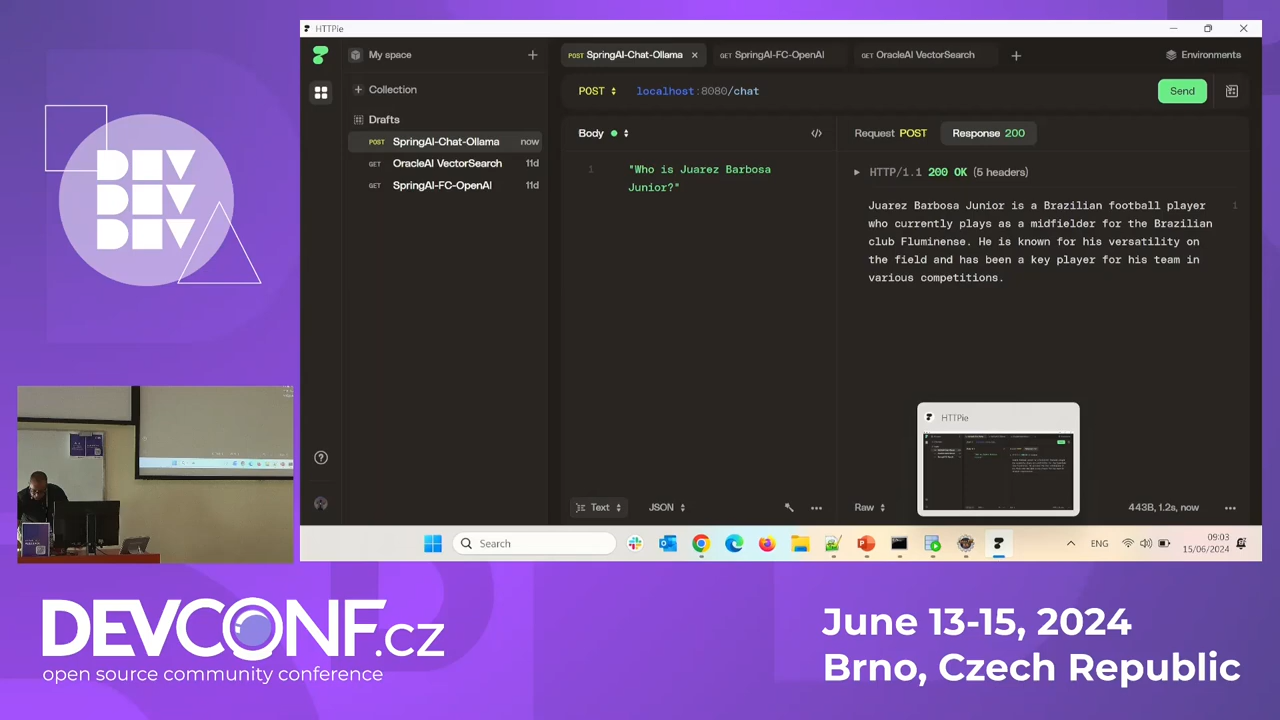 HTTPie
My space
POST SpringAI-Chat-Ollama
GET SpringAI-FC-OpenAI
GET OracleAI VectorSearch
Environments
Collection
POST
localhost:8080/chat
Send
Drafts
POST SpringAI-Chat-Ollama now
GET OracleAI VectorSearch 11d
GET SpringAI-FC-OpenAI 11d
Body
Request POST
Response 200
1
"Who is Juarez Barbosa
Junior?"
HTTP/1.1 200 OK (5 headers)
1
Juarez Barbosa Junior is a Brazilian football player
who currently plays as a midfielder for the Brazilian
club Fluminense. He is known for his versatility on
the field and has been a key player for his team in
various competitions.
HTTPie
Text
JSON
Raw
443B, 1.2s, now
Search
ENG
09:03
15/06/2024
DEV
DEV
DEV
DEVCONF.cz
open source community conference
June 13-15, 2024
Brno, Czech Republic